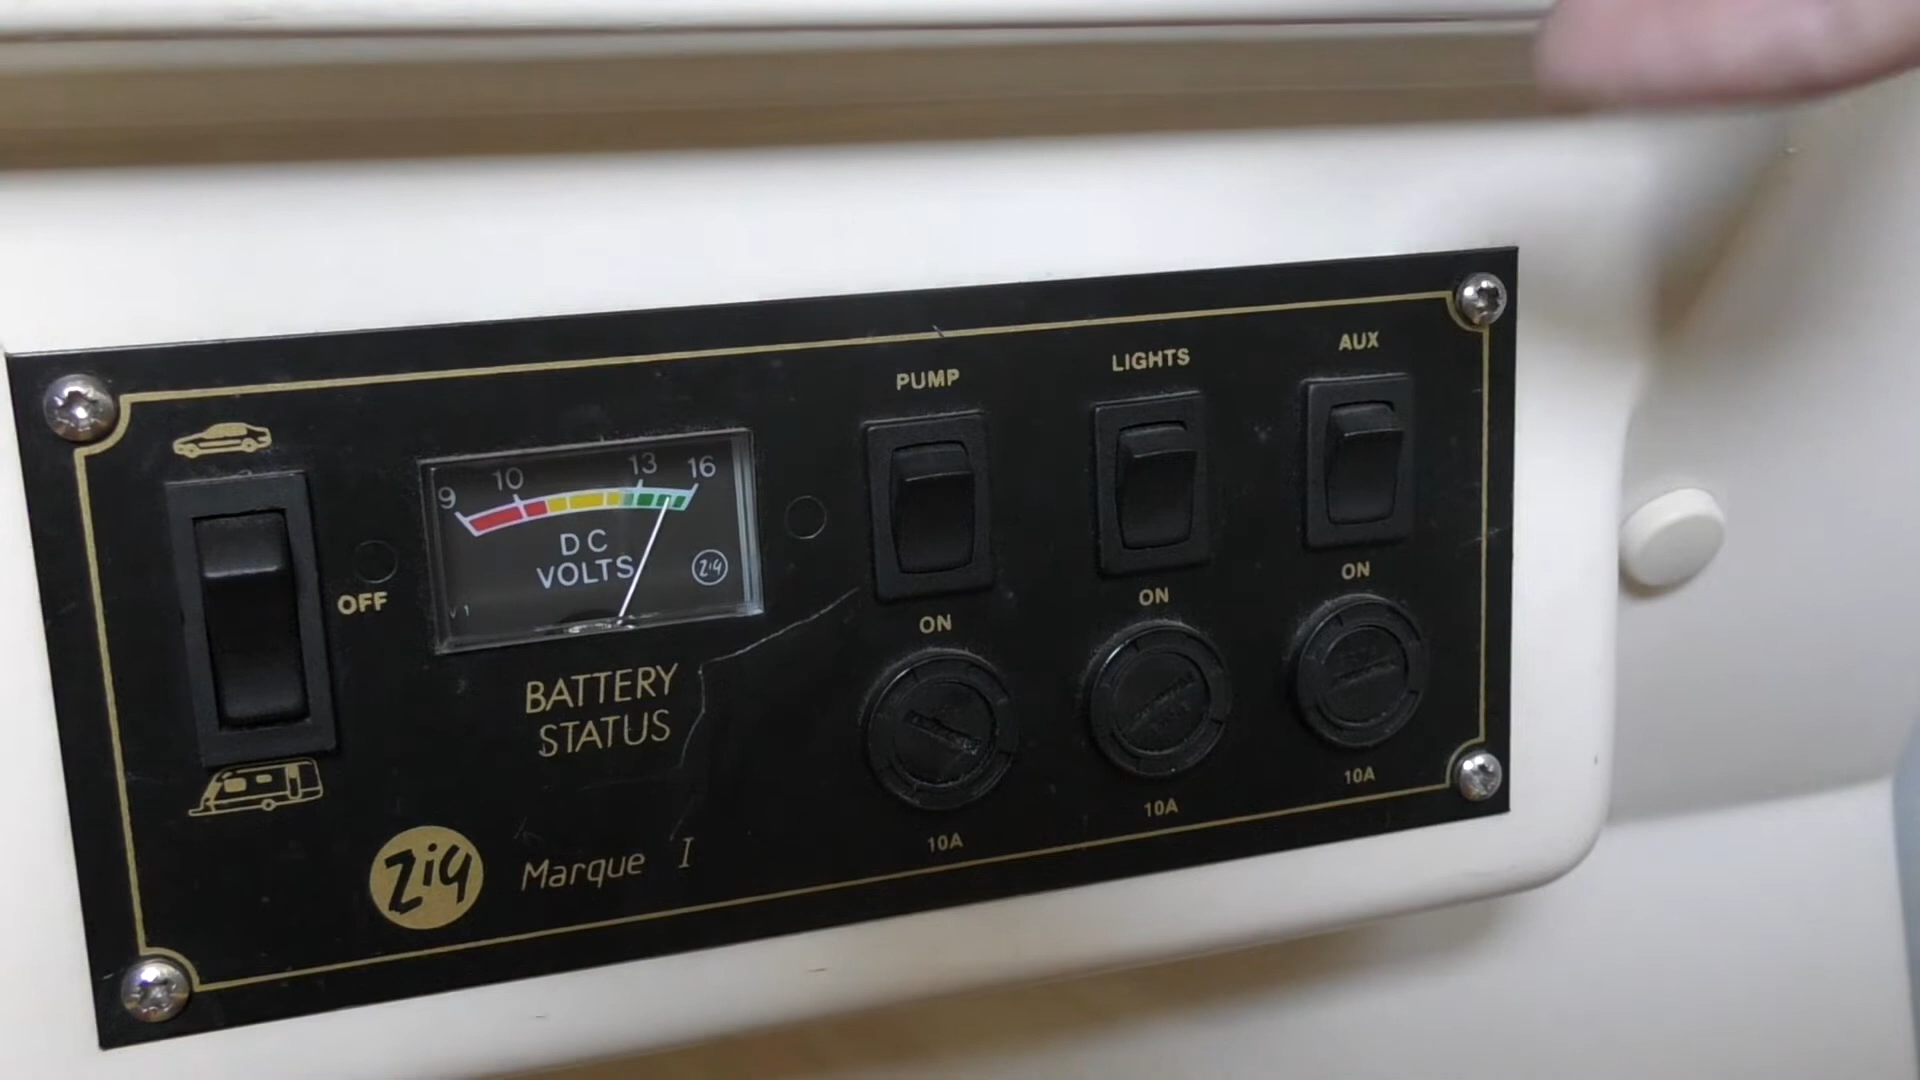 PUMP
LIGHTS
AUX
9 10 13 16
DC
VOLTS
Zig
V1
OFF
ON
ON
ON
BATTERY
STATUS
10A
10A
10A
Zig Marque I